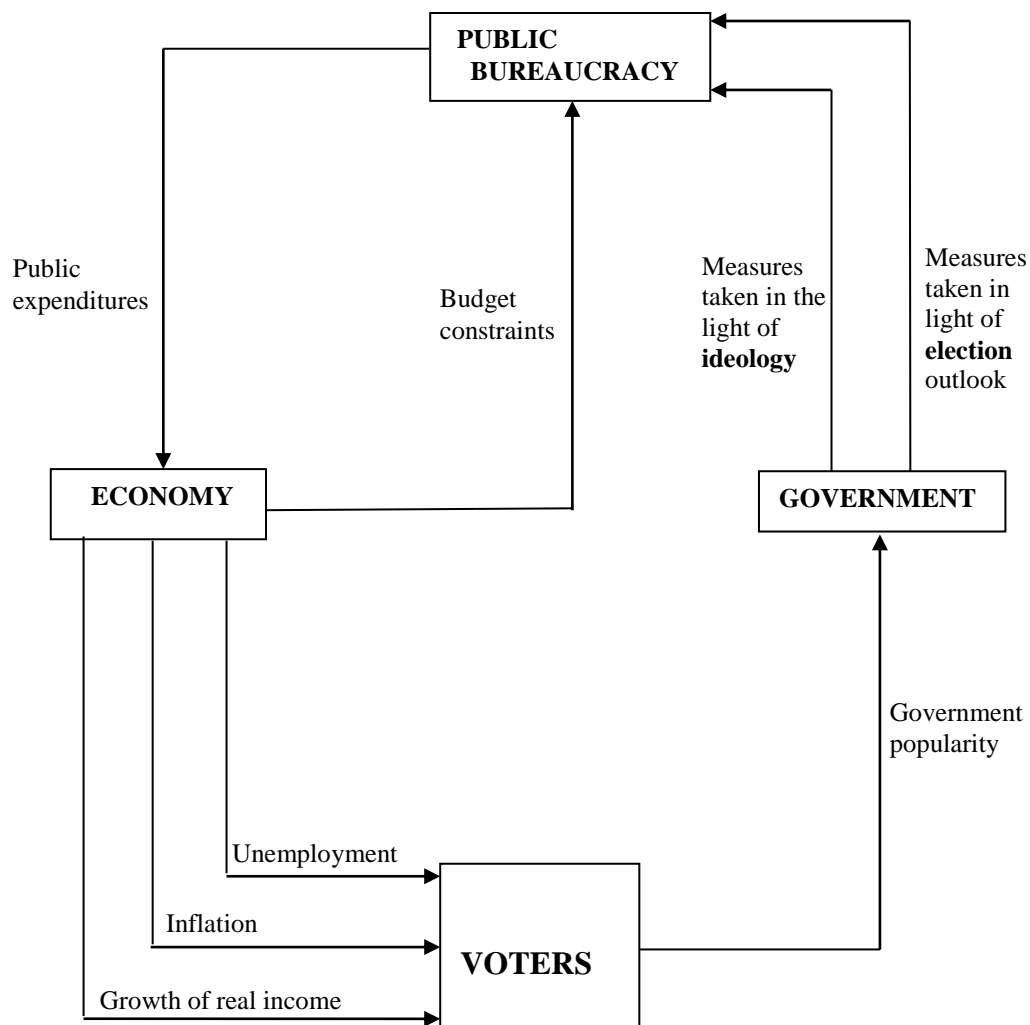 PUBLIC
BUREAUCRACY
Public
expenditures
Budget
constraints
Measures
taken in the
light of
ideology
Measures
taken in
light of
election
outlook
ECONOMY
GOVERNMENT
Government
popularity
Unemployment
Inflation
VOTERS
Growth of real income